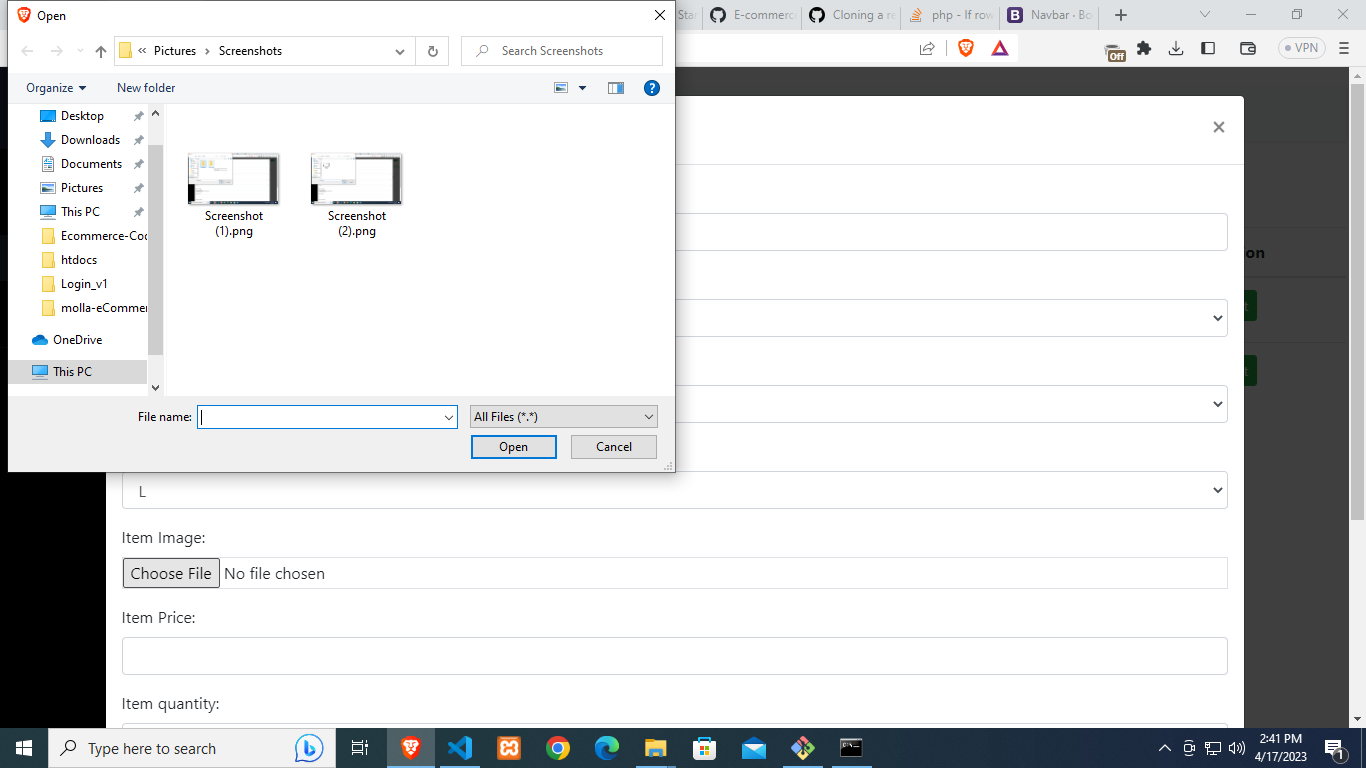 Open
Sta
E-commerc
Cloning a re
php - If row
Navbar · Bo
Pictures
Screenshots
Search Screenshots
Off
VPN
Organize
New folder
Desktop
Downloads
Documents
Pictures
This PC
Ecommerce-Coo
htdocs
Login_v1
molla-eCommer
OneDrive
This PC
Screenshot
(1).png
Screenshot
(2).png
on
t
t
File name:
All Files (*.*)
Open
Cancel
L
Item Image:
Choose File No file chosen
Item Price:
Item quantity:
Type here to search
2:41 PM
4/17/2023
1